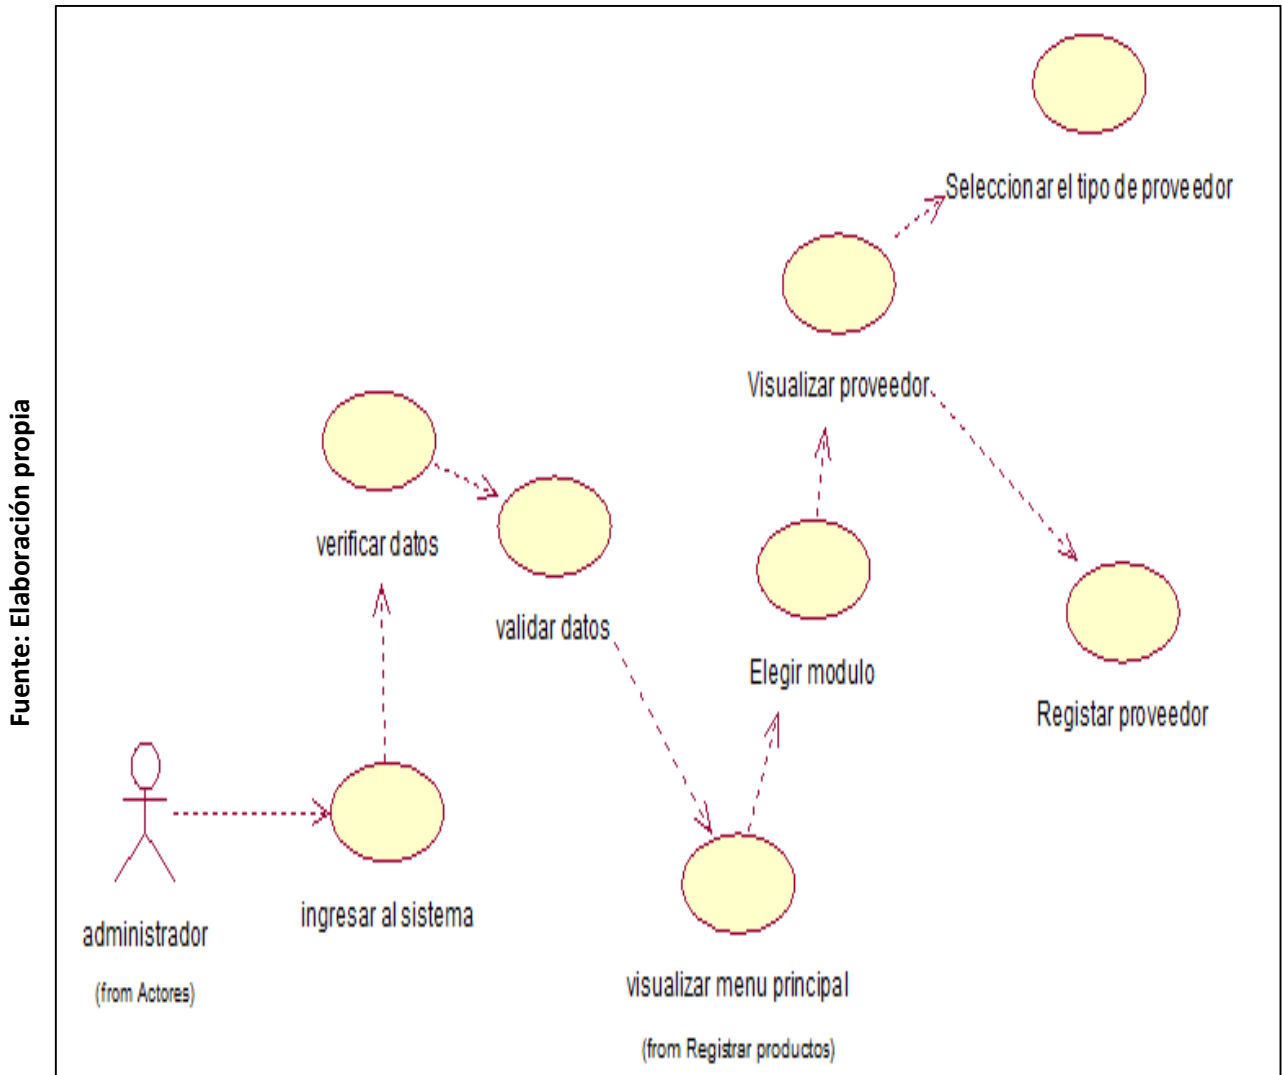 Fuente: Elaboración propia
Seleccionar el tipo de proveedor
Visualizar proveedor
verificar datos
validar datos
Elegir modulo
Registar proveedor
ingresar al sistema
administrador
(from Actores)
visualizar menu principal
(from Registrar productos)